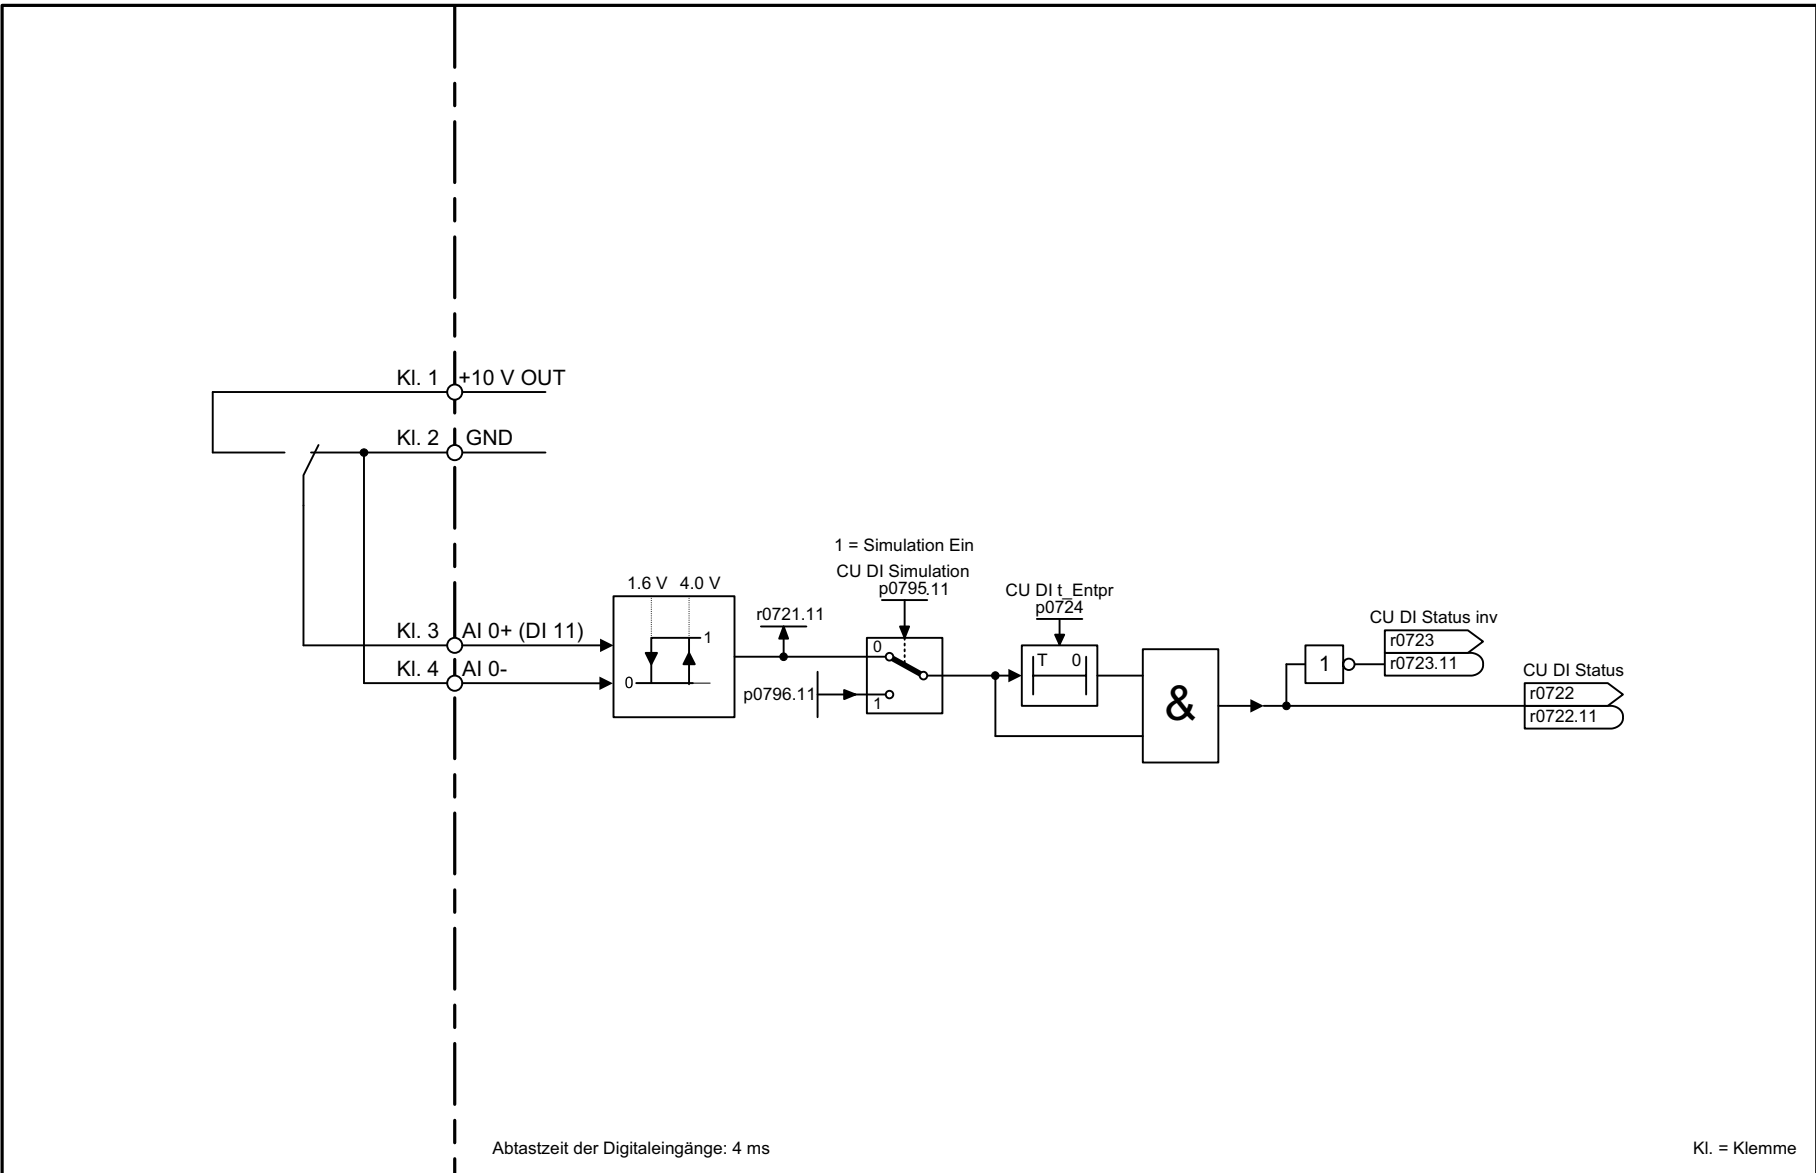 Kl. 1 +10 V OUT
Kl. 2 GND
1 = Simulation Ein
CU DI Simulation
p0795.11
1.6 V 4.0 V
CU DI t_Entpr
p0724
r0721.11
CU DI Status inv
Kl. 3 AI 0+ (DI 11)
1
0
T 0
1
r0723
r0723.11
Kl. 4 AI 0-
0
p0796.11
1
&
CU DI Status
r0722
r0722.11
Abtastzeit der Digitaleingänge: 4 ms
Kl. = Klemme